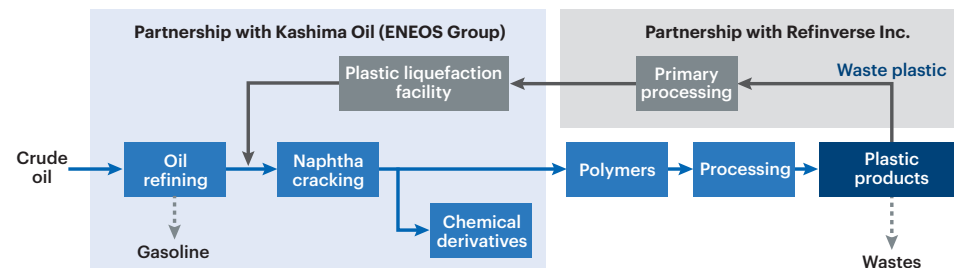 Partnership with Kashima Oil (ENEOS Group)
Partnership with Refinverse Inc.
Waste plastic
Plastic liquefaction
facility
Primary
processing
Crude
oil
Oil
refining
Naphtha
cracking
Polymers
Processing
Plastic
products
Chemical
derivatives
Gasoline
Wastes